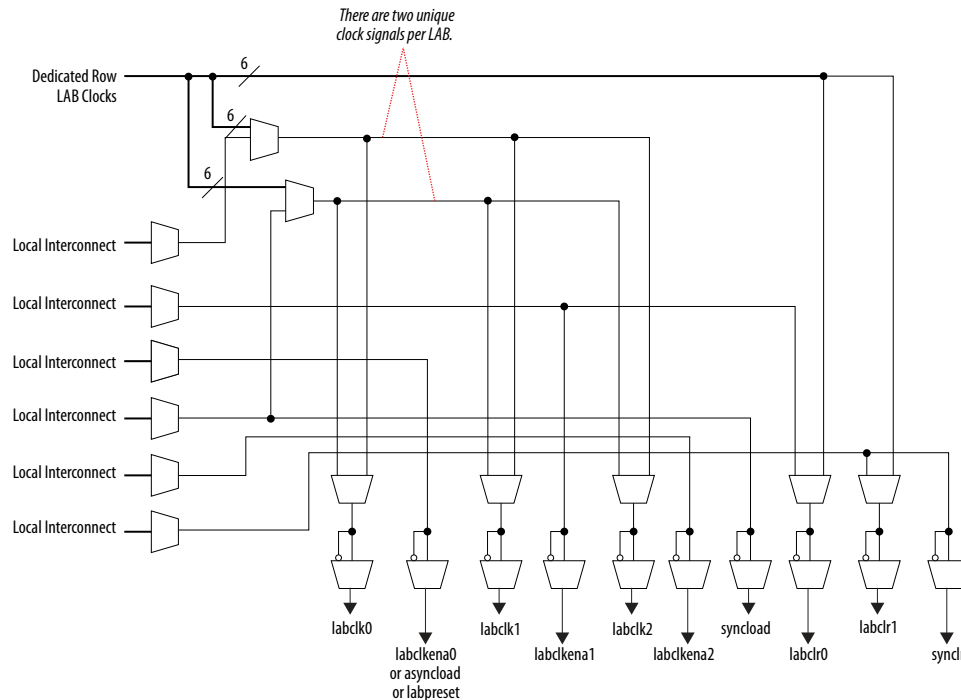 There are two unique
clock signals per LAB.
6
Dedicated Row
LAB Clocks
6
6
Local Interconnect
Local Interconnect
Local Interconnect
Local Interconnect
Local Interconnect
Local Interconnect
labclk0
labclk1
labclk2
syncload
labclr1
labclkena0
or asyncload
or labpreset
labclkena1
labclkena2
labclr0